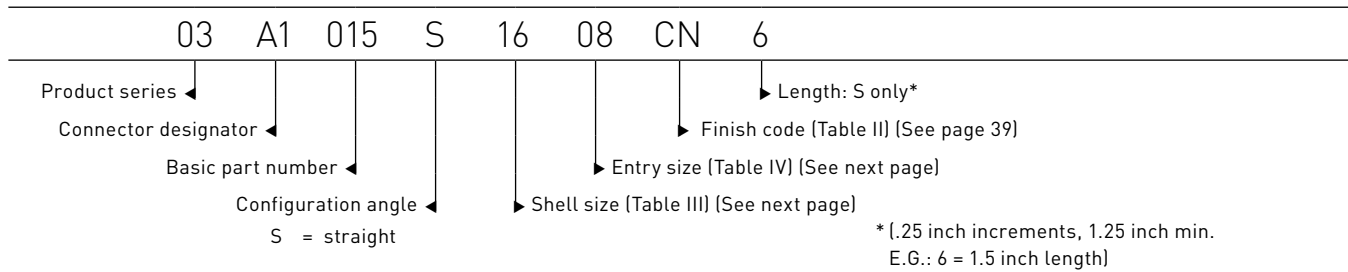 03 A1 015 S 16 08 CN 6
Product series
Length: S only*
Connector designator
Finish code (Table II) (See page 39)
Basic part number
Entry size (Table IV) (See next page)
Configuration angle
Shell size (Table III) (See next page)
S = straight
* (.25 inch increments, 1.25 inch min.
E.G.: 6 = 1.5 inch length)